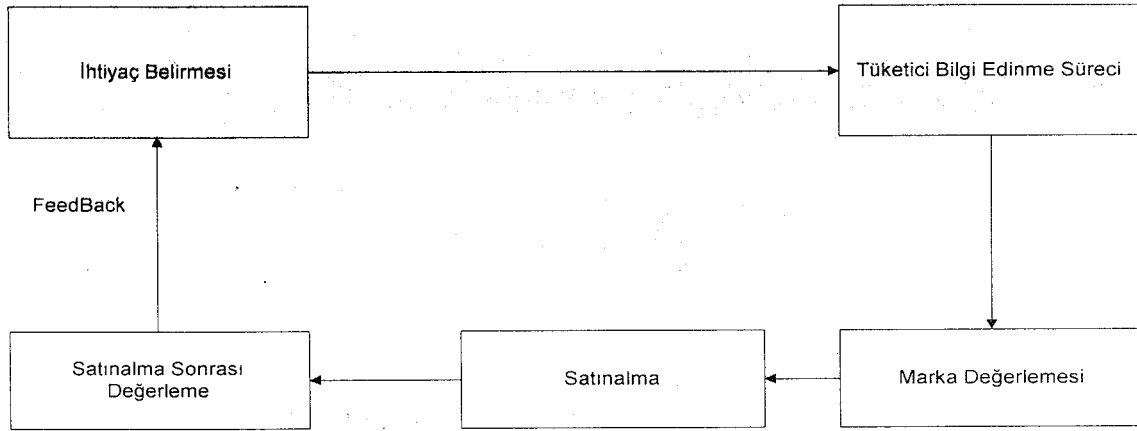 İhtiyaç Belirmesi
Tüketici Bilgi Edinme Süreci
FeedBack
Satınalma Sonrası
Değerleme
Satınalma
Marka Değerlemesi